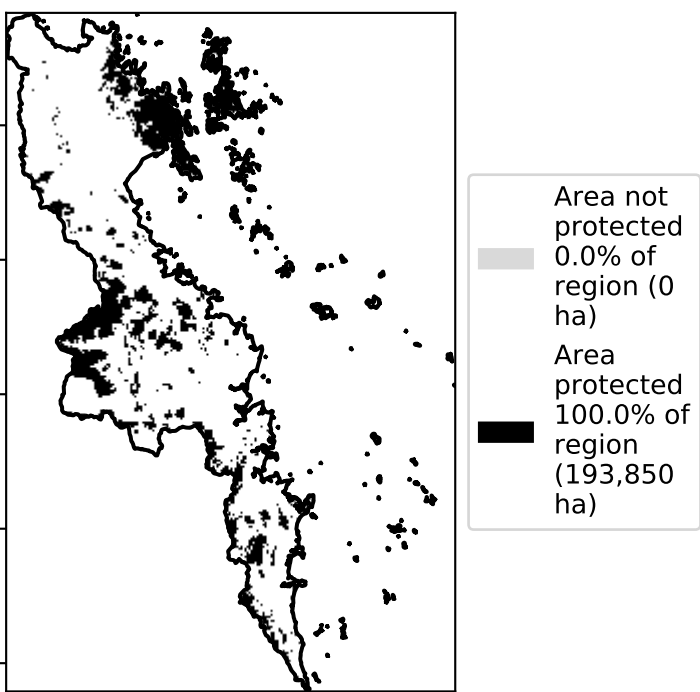 Area not
protected
0.0% of
region (0
ha)
Area
protected
100.0% of
region
(193,850
ha)